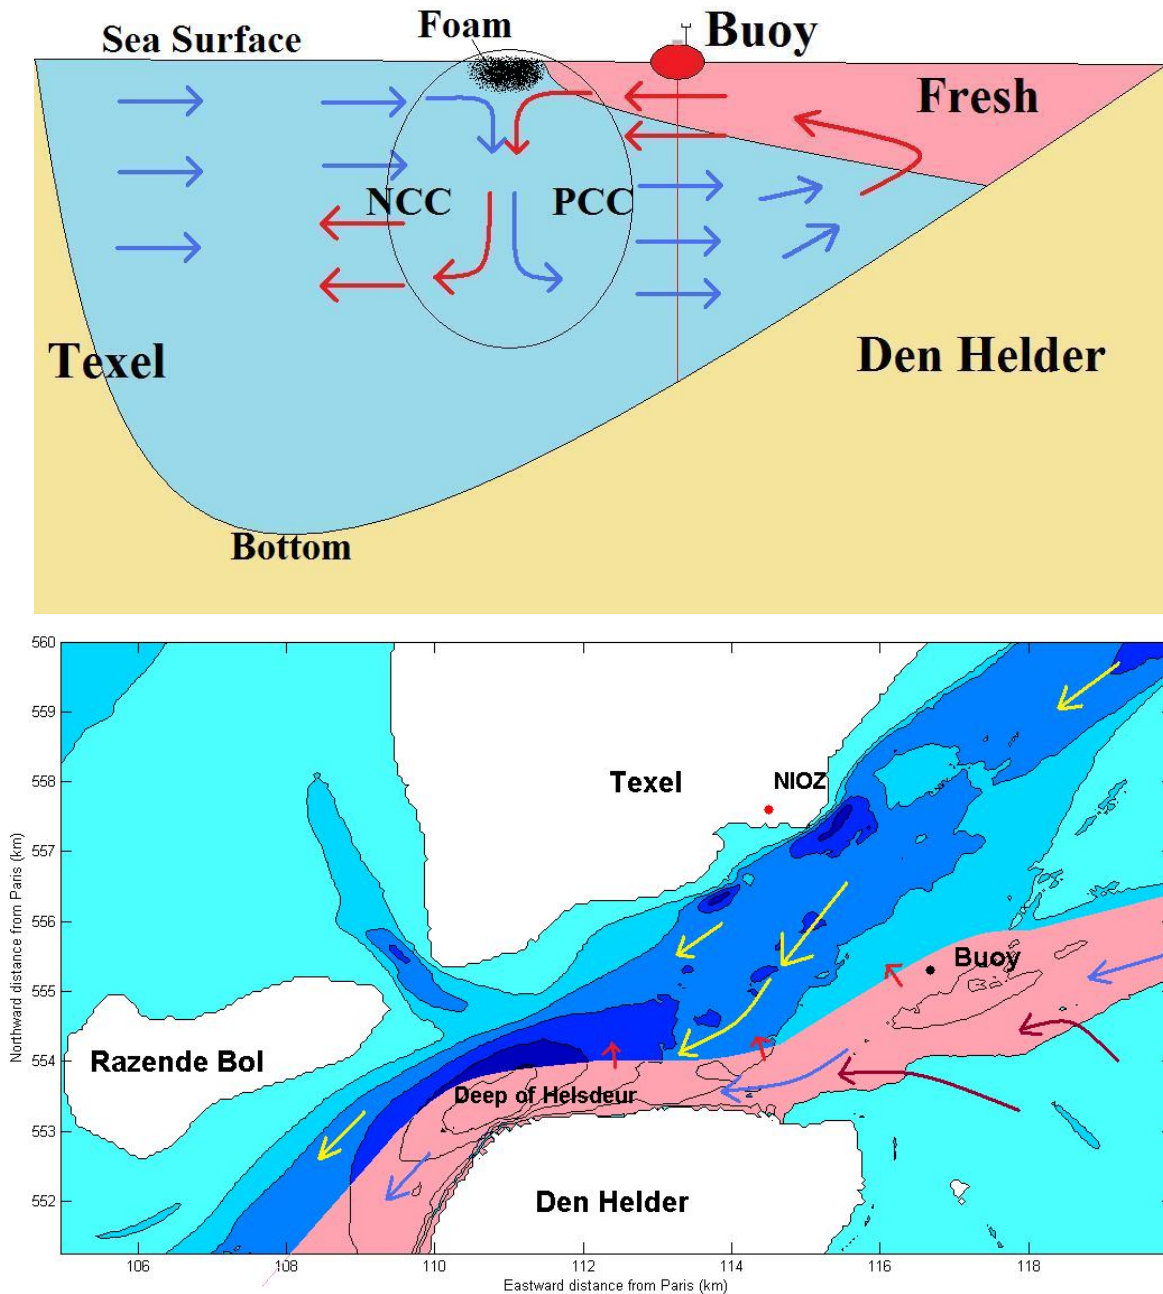 Foam
Buoy
Sea Surface
Fresh
NCC
PCC
Texel
Den Helder
Bottom
560
559
558
557
556
555
554
553
552
Northward distance from Paris (km)
Texel
NIOZ
Buoy
Razende Bol
Deep of Helsdeur
Den Helder
106
108
110
112
114
116
118
Eastward distance from Paris (km)